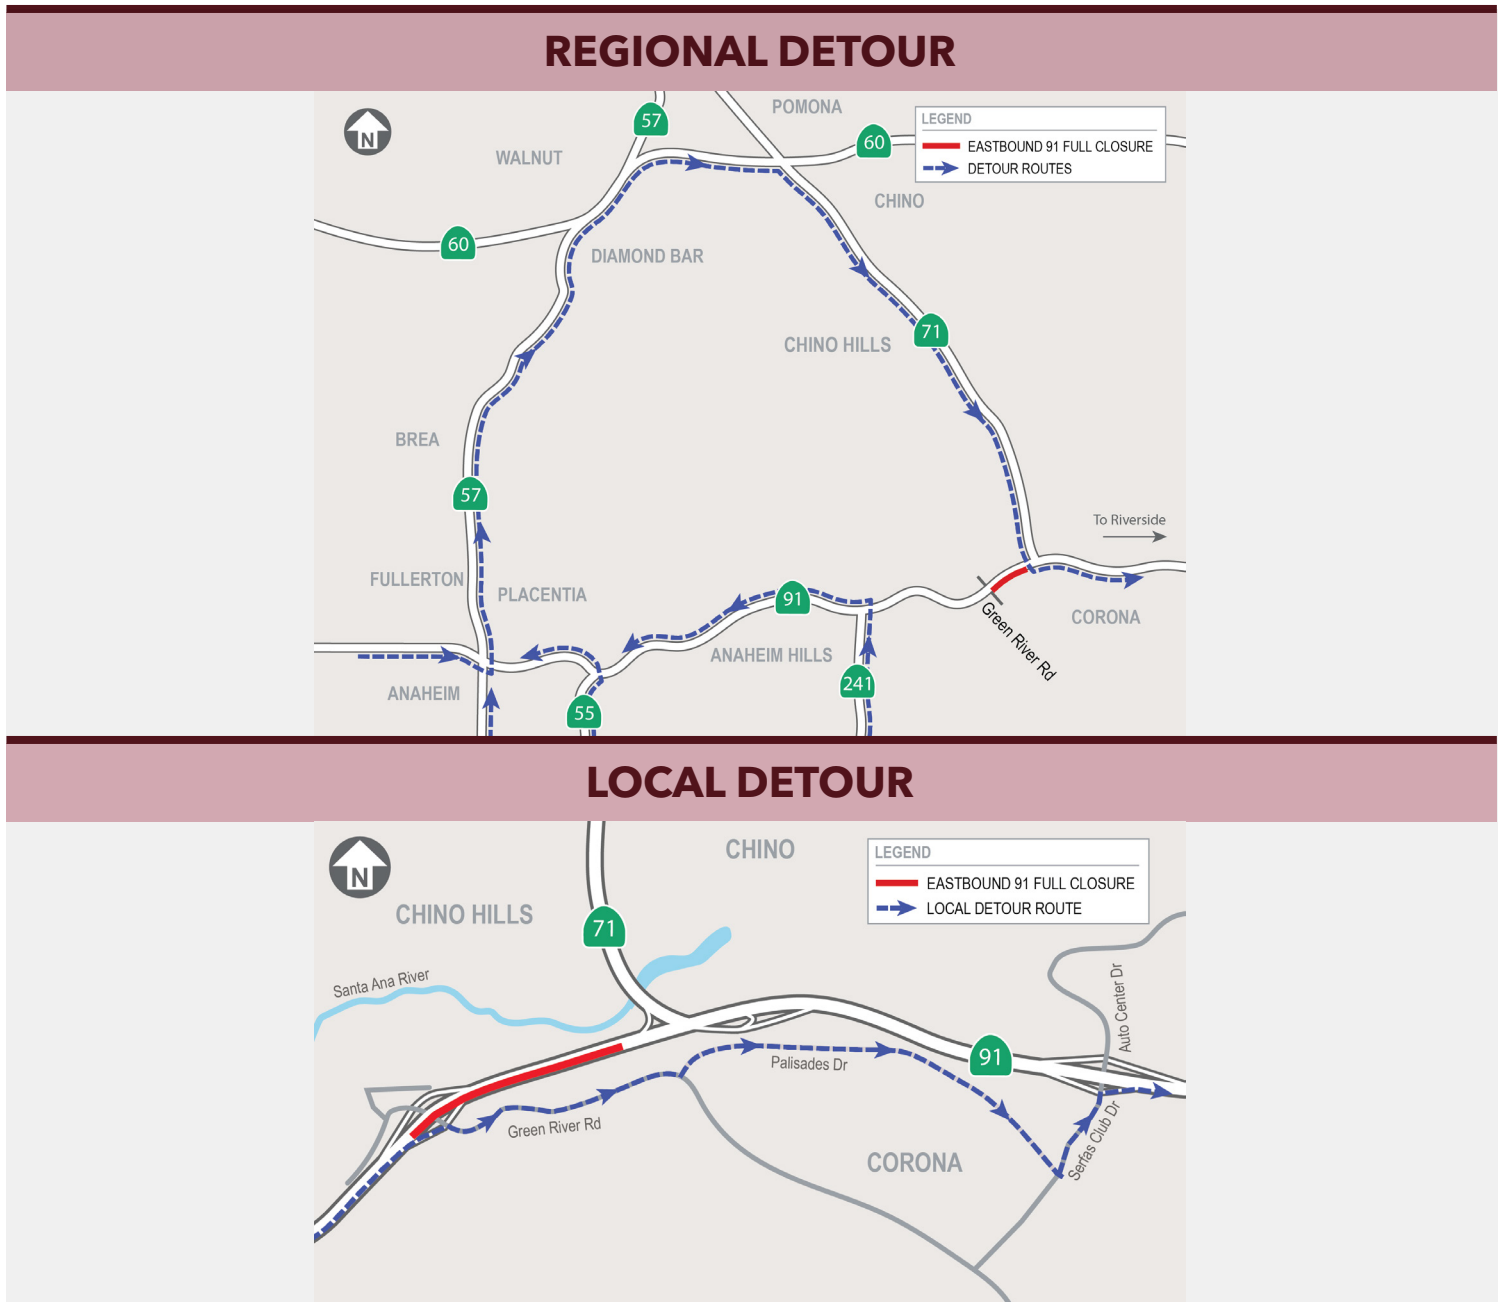 REGIONAL DETOUR
N
57
POMONA
60
LEGEND
EASTBOUND 91 FULL CLOSURE
DETOUR ROUTES
WALNUT
CHINO
60
DIAMOND BAR
71
CHINO HILLS
BREA
57
To Riverside
FULLERTON
PLACENTIA
91
Green River Rd
CORONA
ANAHEIM HILLS
241
ANAHEIM
55
LOCAL DETOUR
N
CHINO
LEGEND
EASTBOUND 91 FULL CLOSURE
LOCAL DETOUR ROUTE
CHINO HILLS
71
Santa Ana River
Auto Center Dr
91
Palisades Dr
Green River Rd
Serfas Club Dr
CORONA